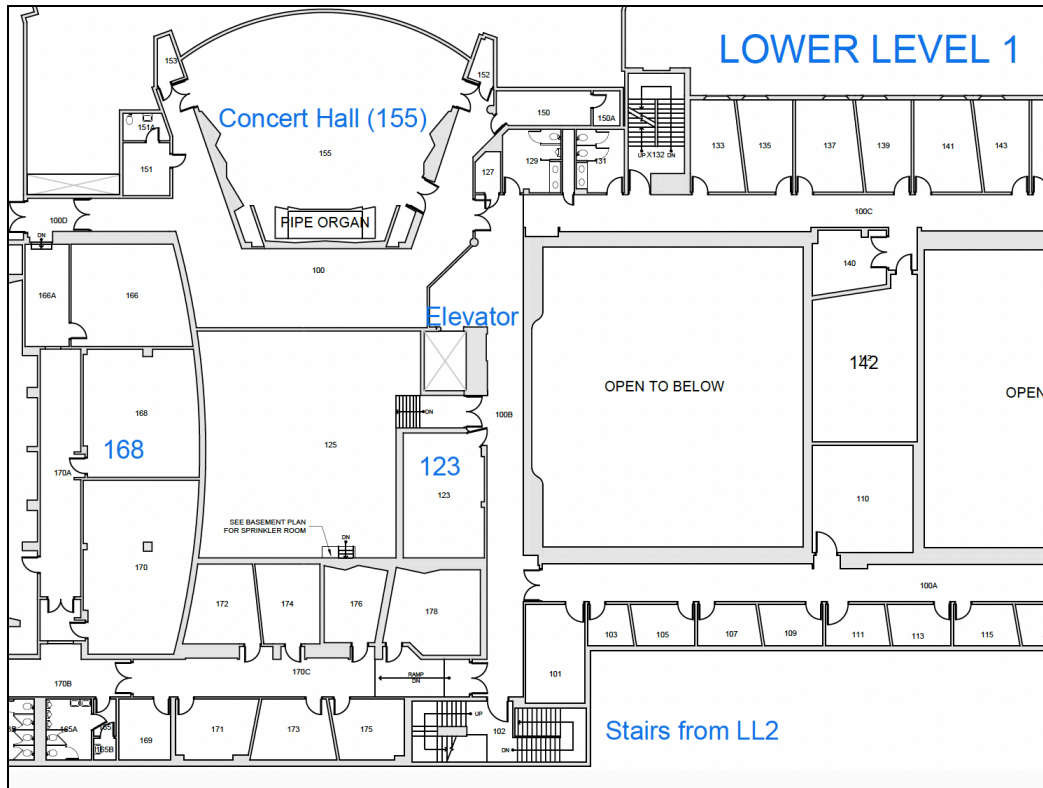 LOWER LEVEL 1
153
152
Concert Hall (155)
155
151A
151
150
150A
UP X132 DN
129
131
127
133
135
137
139
141
143
100D
DN
PIPE ORGAN
100C
100
140
166A
166
Elevator
OPEN TO BELOW
142
OPEN
168
168
DN
100B
125
123
123
170A
110
SEE BASEMENT PLAN
FOR SPRINKLER ROOM
DN
170
172
174
176
178
100A
103
105
107
109
111
113
115
101
170B
170C
RAMP
DN
165A
165B
169
171
173
175
UP
102
DN
Stairs from LL2